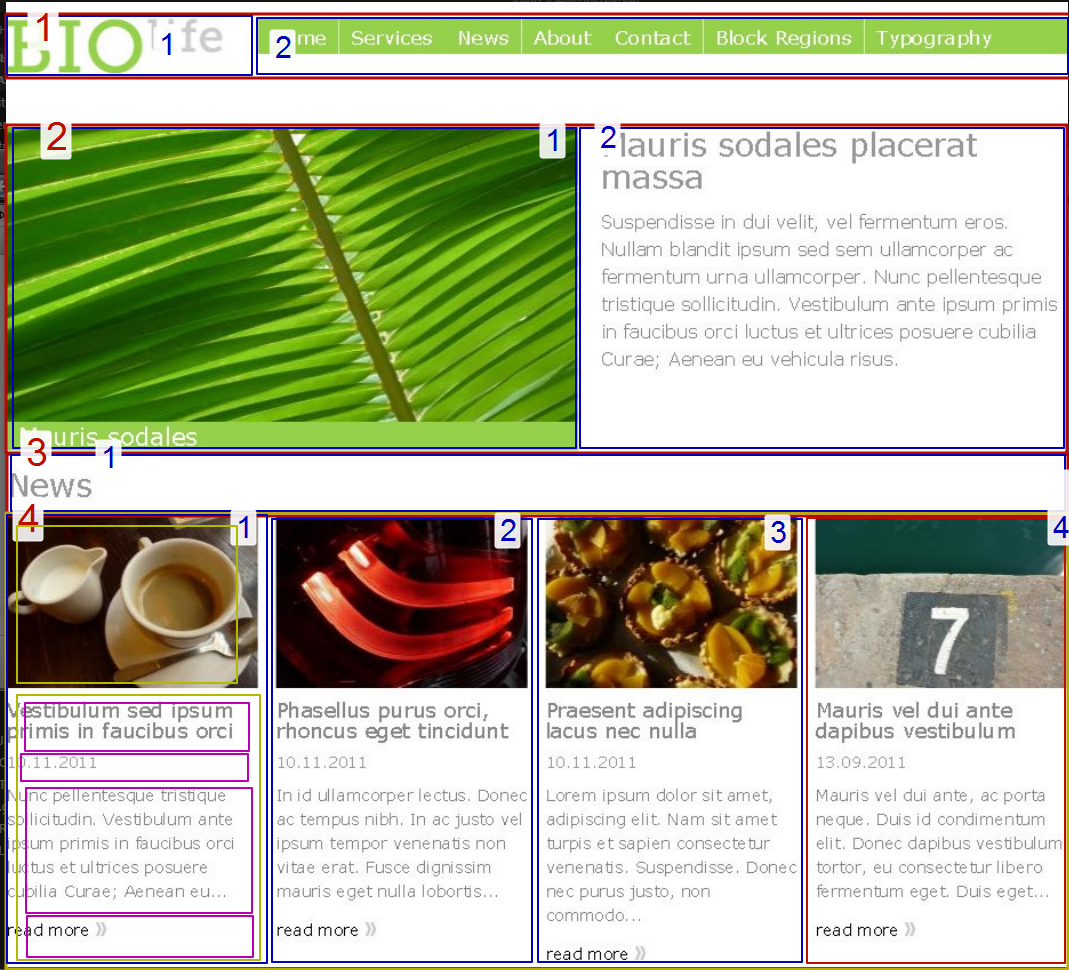 1
BIO life
1
2
me Services News About Contact Block Regions Typography
2
1
2
Mauris sodales placerat
massa
Suspendisse in dui velit, vel fermentum eros.
Nullam blandit ipsum sed sem ullamcorper ac
fermentum urna ullamcorper. Nunc pellentesque
tristique sollicitudin. Vestibulum ante ipsum primis
in faucibus orci luctus et ultrices posuere cubilia
Curae; Aenean eu vehicula risus.
Mauris sodales
3
1
News
4
1
2
3
4
7
Vestibulum sed ipsum
primis in faucibus orci
10.11.2011
Nunc pellentesque tristique
sollicitudin. Vestibulum ante
ipsum primis in faucibus orci
luctus et ultrices posuere
cubilia Curae; Aenean eu...
read more »
Phasellus purus orci,
rhoncus eget tincidunt
10.11.2011
In id ullamcorper lectus. Donec
ac tempus nibh. In ac justo vel
ipsum tempor venenatis non
vitae erat. Fusce dignissim
mauris eget nulla lobortis...
read more »
Praesent adipiscing
lacus nec nulla
10.11.2011
Lorem ipsum dolor sit amet,
adipiscing elit. Nam sit amet
turpis et sapien consectetur
venenatis. Suspendisse. Donec
nec purus justo, non
commodo...
read more »
Mauris vel dui ante
dapibus vestibulum
13.09.2011
Mauris vel dui ante, ac porta
neque. Duis id condimentum
elit. Donec dapibus vestibulum
tortor, eu consectetur libero
fermentum eget. Duis eget...
read more »